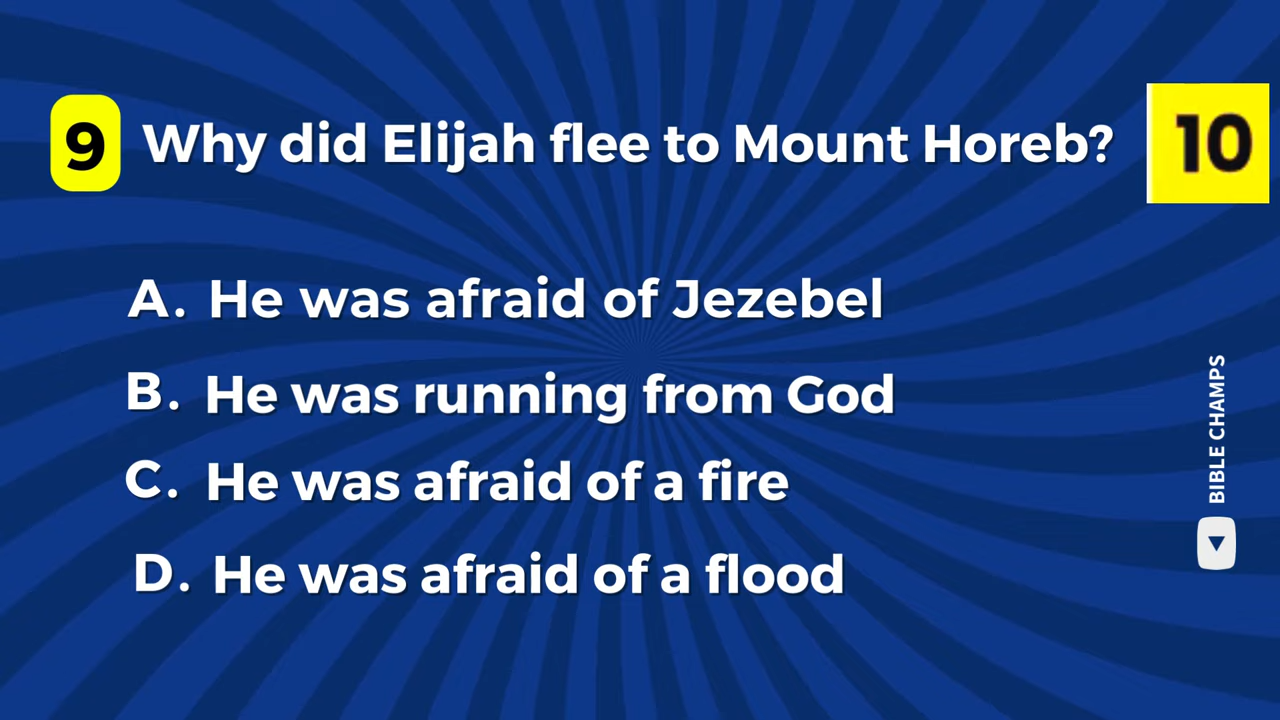 9 Why did Elijah flee to Mount Horeb? 10
A. He was afraid of Jezebel
B. He was running from God
C. He was afraid of a fire
D. He was afraid of a flood
BIBLE CHAMPS